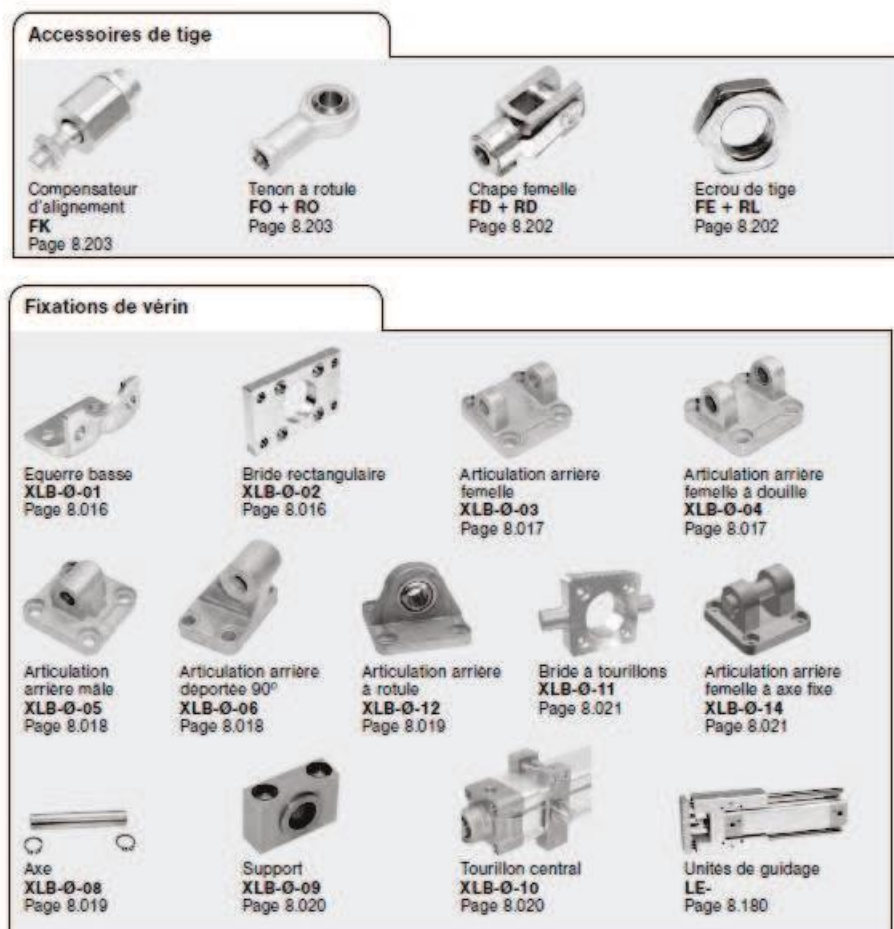 Accessoires de tige
Compensateur
d'alignement
FK
Page 8.203
Tenon à rotule
FO + RO
Page 8.203
Chape femelle
FD + RD
Page 8.202
Ecrou de tige
FE + RL
Page 8.202
Fixations de vérin
Equerre basse
XLB-Ø-01
Page 8.016
Bride rectangulaire
XLB-Ø-02
Page 8.016
Articulation arrière
femelle
XLB-Ø-03
Page 8.017
Articulation arrière
femelle à douille
XLB-Ø-04
Page 8.017
Articulation
arrière mâle
XLB-Ø-05
Page 8.018
Articulation arrière
déportée 90º
XLB-Ø-06
Page 8.018
Articulation arrière
à rotule
XLB-Ø-12
Page 8.019
Bride à tourillons
XLB-Ø-11
Page 8.021
Articulation arrière
femelle à axe fixe
XLB-Ø-14
Page 8.021
Axe
XLB-Ø-08
Page 8.019
Support
XLB-Ø-09
Page 8.020
Tourillon central
XLB-Ø-10
Page 8.020
Unités de guidage
LE-
Page 8.180